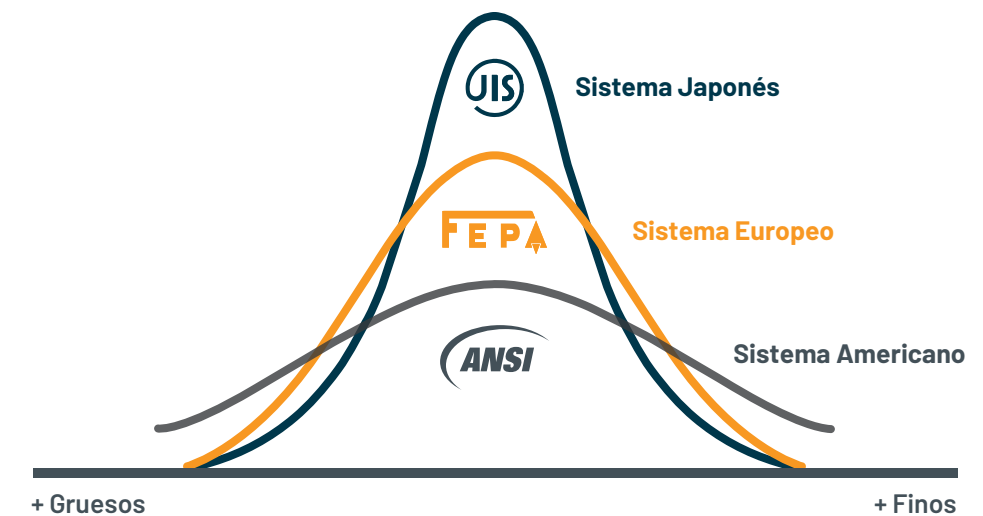 JIS
Sistema Japonés
FEPA
Sistema Europeo
ANSI
Sistema Americano
+ Gruesos
+ Finos